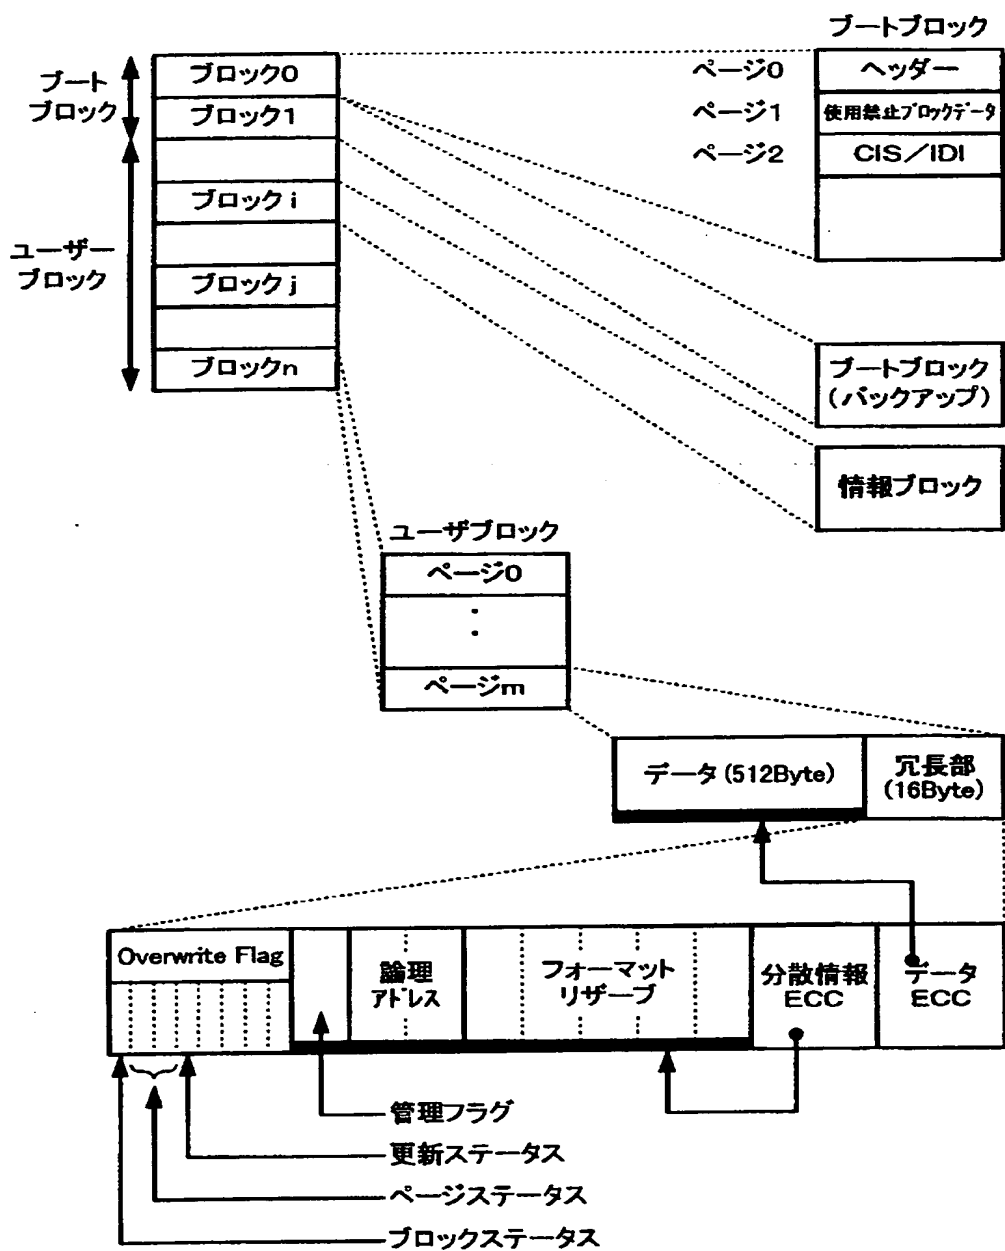 ブートブロック
ブート
ブロック
ブロック0
ブロック1
ユーザー
ブロック
ブロックi
ブロックj
ブロックn
ページ0
ヘッダー
ページ1
使用禁止ブロックデータ
ページ2
CIS/IDI
ブートブロック
(バックアップ)
情報ブロック
ユーザブロック
ページ0
ページm
データ(512Byte)
冗長部
(16Byte)
Overwrite Flag
論理
アドレス
フォーマット
リザーブ
分散情報
ECC
データ
ECC
管理フラグ
更新ステータス
ページステータス
ブロックステータス